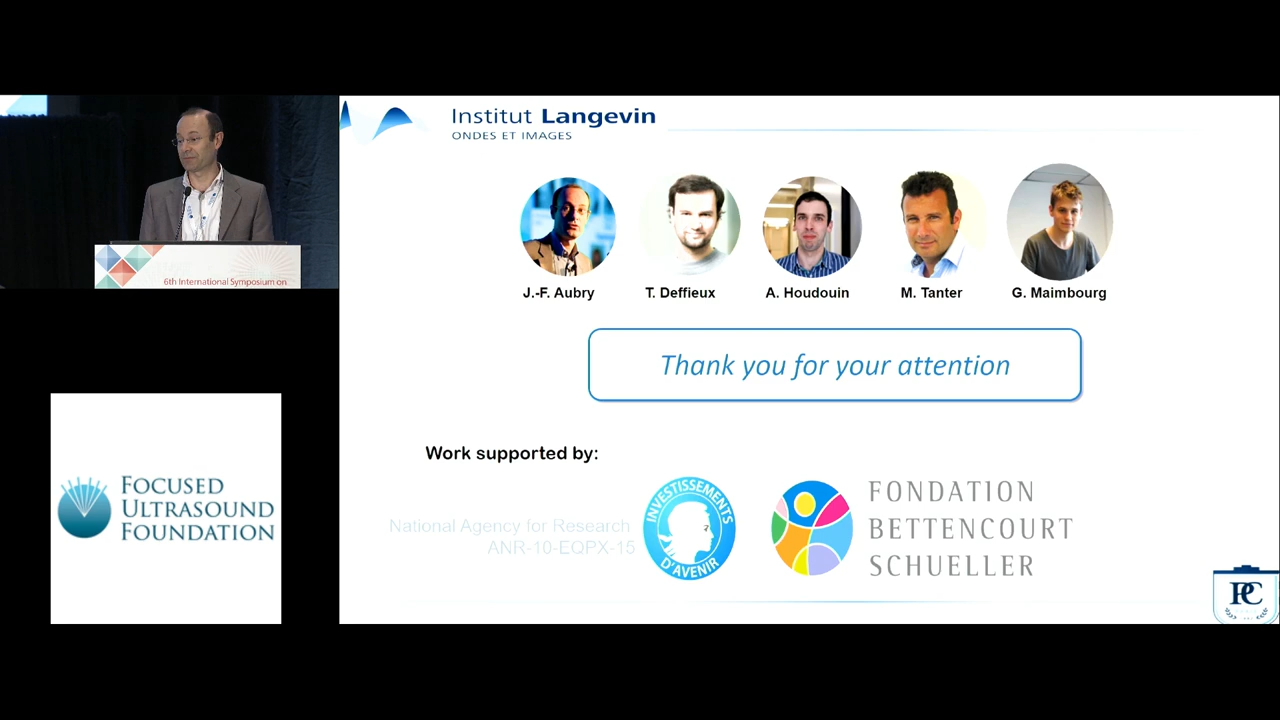 6th International Symposium on
FOCUSED
ULTRASOUND
FOUNDATION
Institut Langevin
ONDES ET IMAGES
J.-F. Aubry
T. Deffieux
A. Houdouin
M. Tanter
G. Maimbourg
Thank you for your attention
Work supported by:
National Agency for Research
ANR-10-EQPX-15
INVESTISSEMENTS
D'AVENIR
FONDATION
BETTENCOURT
SCHUELLER
PC